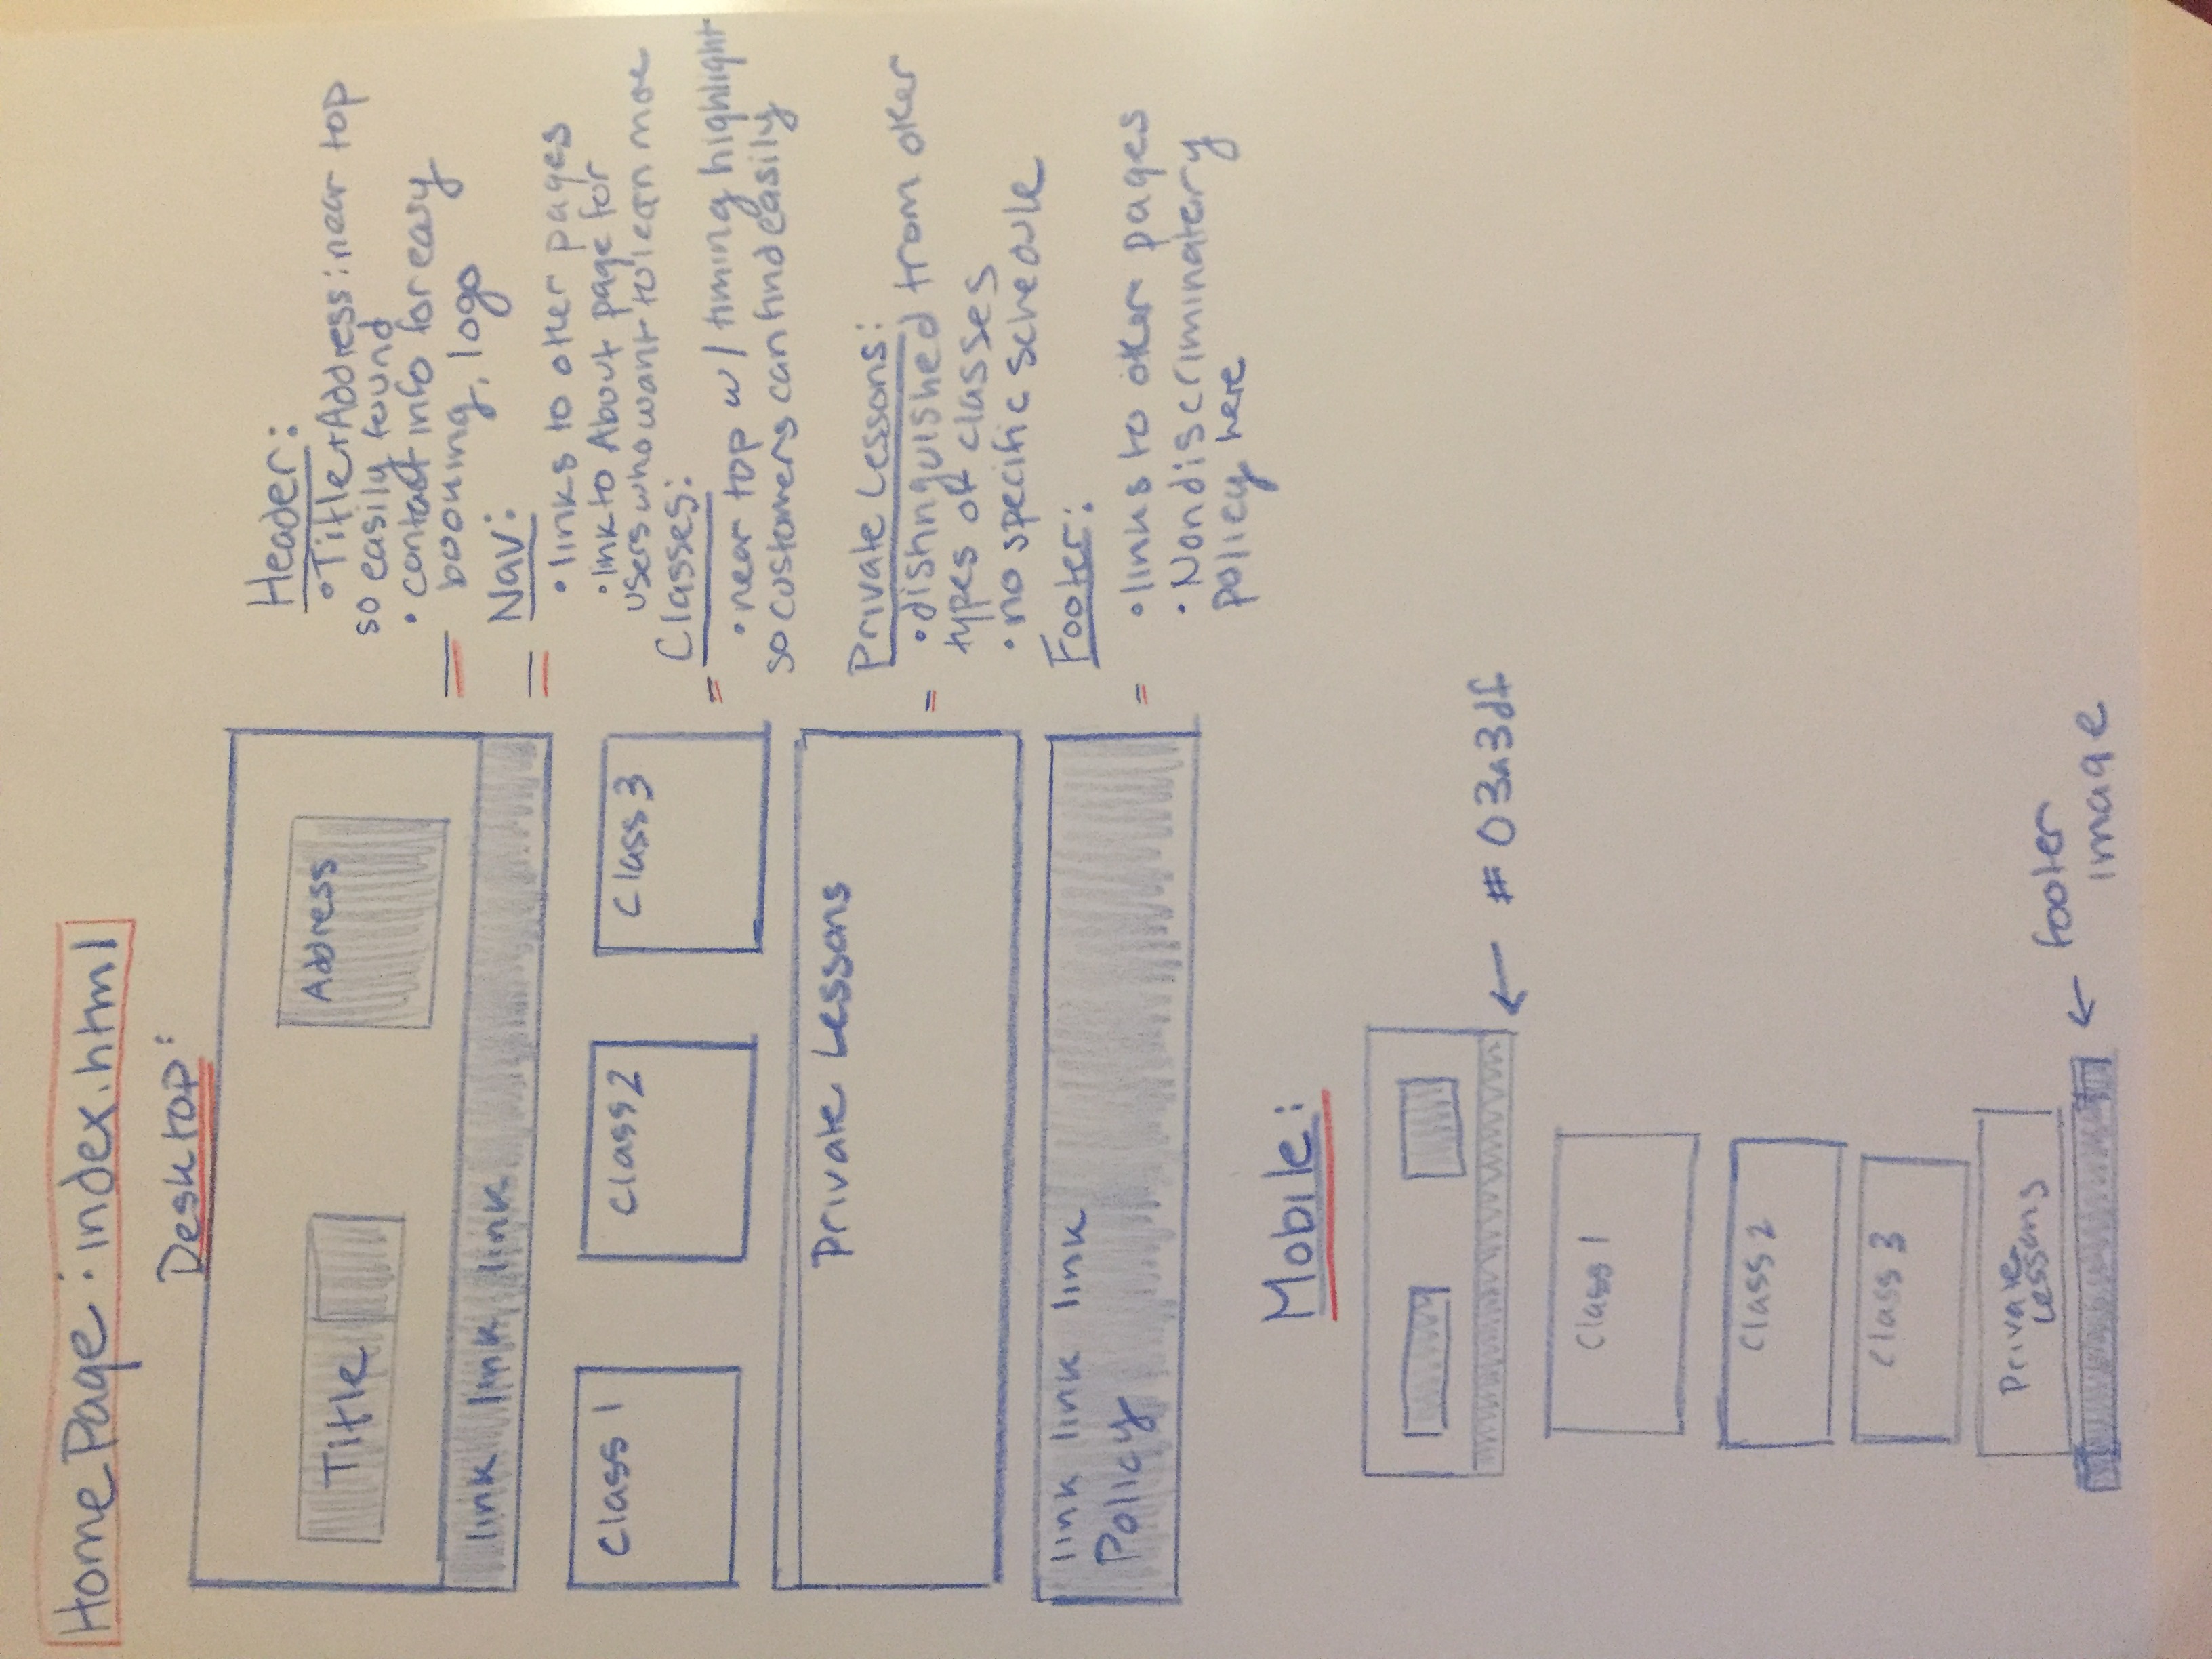 Home Page: index.html
Desktop:
Title
Address
link link link
Class 1
Class 2
Class 3
Private Lessons
link link link
Policy
Header:
• Title + Address: near top
so easily found
• contact info for easy
booking, logo
Nav:
• links to other pages
• link to About page for
users who want to learn more
Classes:
• near top w/ timing highlight
so customers can find easily
Private Lessons:
• distinguished from other
types of classes
• no specific schedule
Footer:
• links to other pages
• Nondiscriminatory
policy here
Mobile:
← #03a3df
Class 1
Class 2
Class 3
Private
Lessons
← footer
image